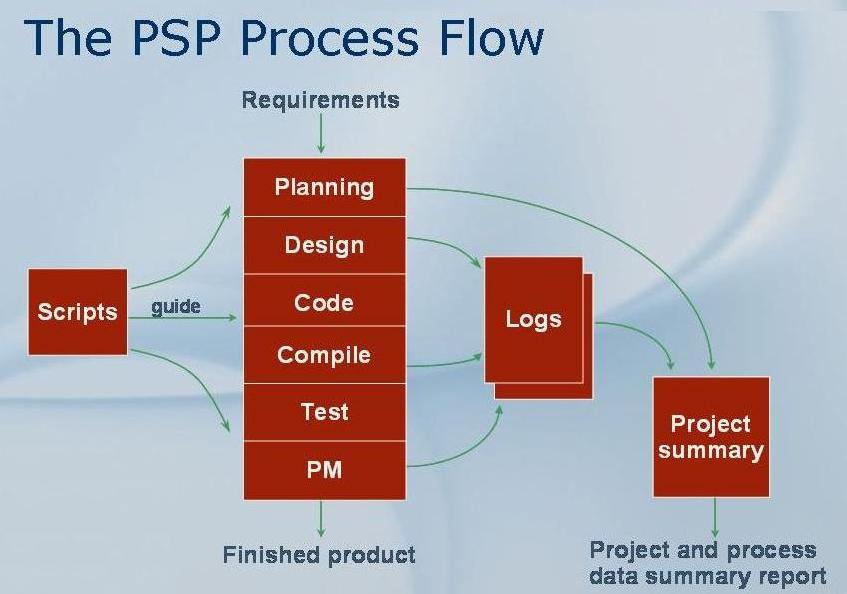 The PSP Process Flow
Requirements
Planning
Design
Scripts
guide
Code
Logs
Compile
Test
Project
summary
PM
Finished product
Project and process
data summary report